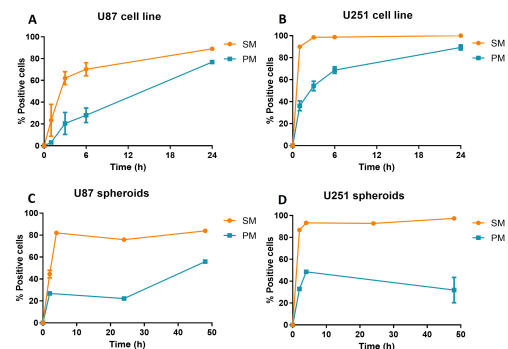 A
U87 cell line
% Positive cells
100
80
60
40
20
0
0 6 12 18 24
Time (h)
SM
PM
B
U251 cell line
% Positive cells
100
80
60
40
20
0
0 6 12 18 24
Time (h)
SM
PM
C
U87 spheroids
% Positive cells
100
80
60
40
20
0
0 10 20 30 40 50
Time (h)
SM
PM
D
U251 spheroids
% Positive cells
100
80
60
40
20
0
0 10 20 30 40 50
Time (h)
SM
PM